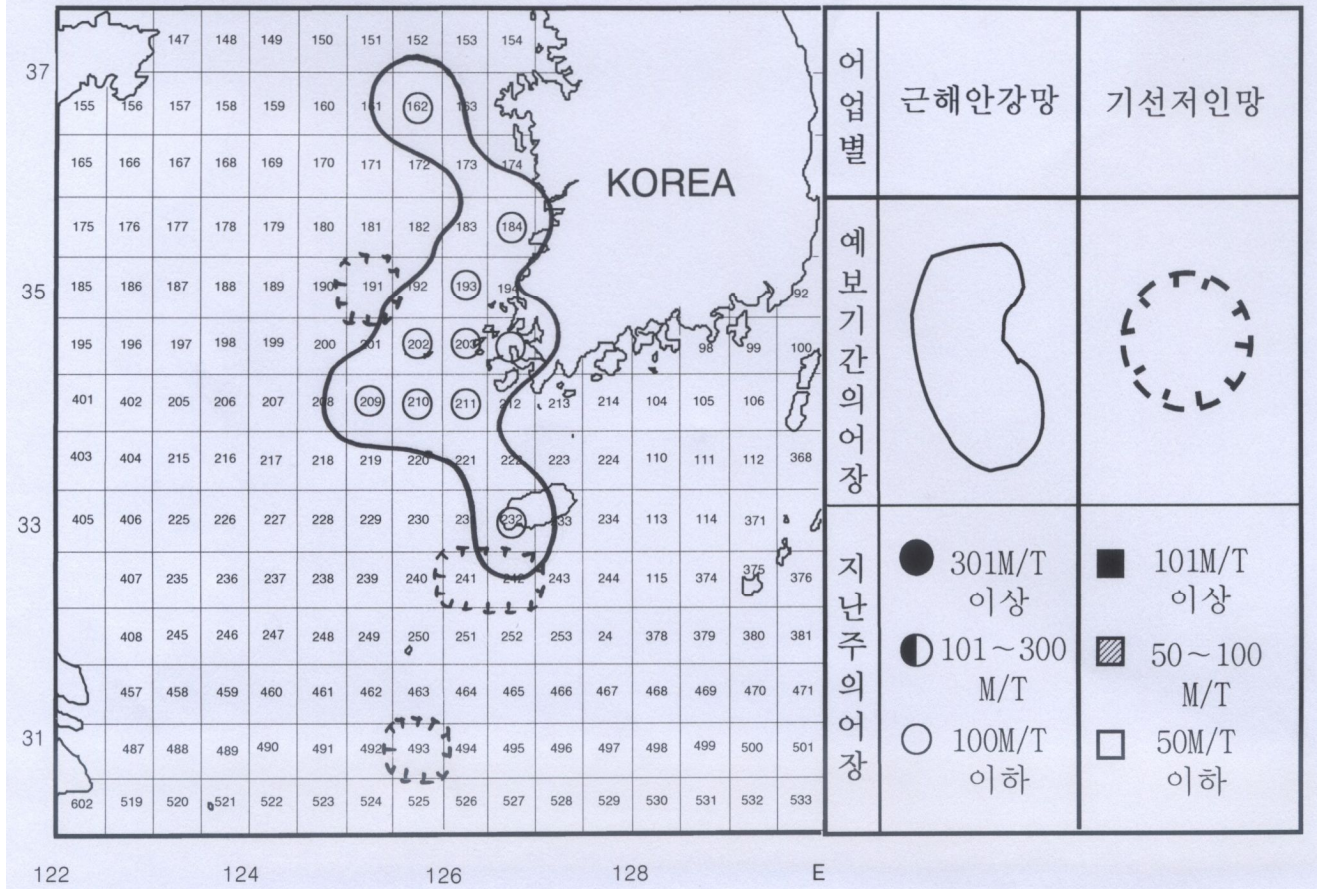 147 148 149 150 151 152 153 154
37
155 156 157 158 159 160 161 162 163
165 166 167 168 169 170 171 172 173 174
KOREA
175 176 177 178 179 180 181 182 183 184
35
185 186 187 188 189 190 191 192 193 194 92
195 196 197 198 199 200 201 202 203 98 99 100
401 402 205 206 207 208 209 210 211 212 213 214 104 105 106
403 404 215 216 217 218 219 220 221 222 223 224 110 111 112 368
33
405 406 225 226 227 228 229 230 23 232 33 234 113 114 371
407 235 236 237 238 239 240 241 242 243 244 115 374 375 376
408 245 246 247 248 249 250 251 252 253 24 378 379 380 381
457 458 459 460 461 462 463 464 465 466 467 468 469 470 471
31
487 488 489 490 491 492 493 494 495 496 497 498 499 500 501
602 519 520 521 522 523 524 525 526 527 528 529 530 531 532 533
122 124 126 128 E
어업별
근해안강망
기선저인망
예보기간의어장
지난주의어장
301M/T
이상
101~300
M/T
100M/T
이하
101M/T
이상
50~100
M/T
50M/T
이하